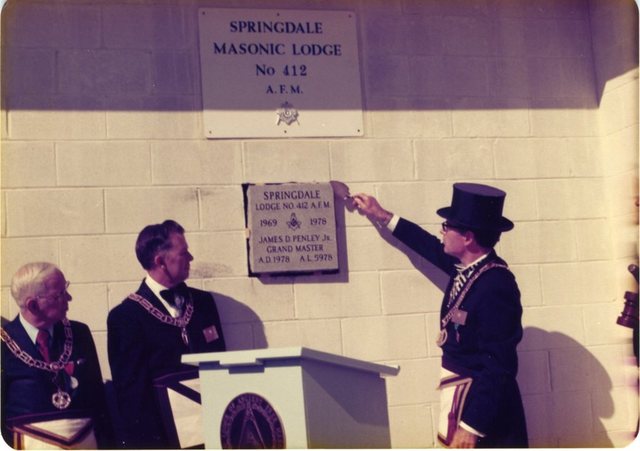 SPRINGDALE
MASONIC LODGE
No 412
A.F.M.
SPRINGDALE
LODGE NO. 412 A.F.M.
1969 1978
JAMES D. PENLEY JR.
GRAND MASTER
A.D. 1978 A.L. 5978